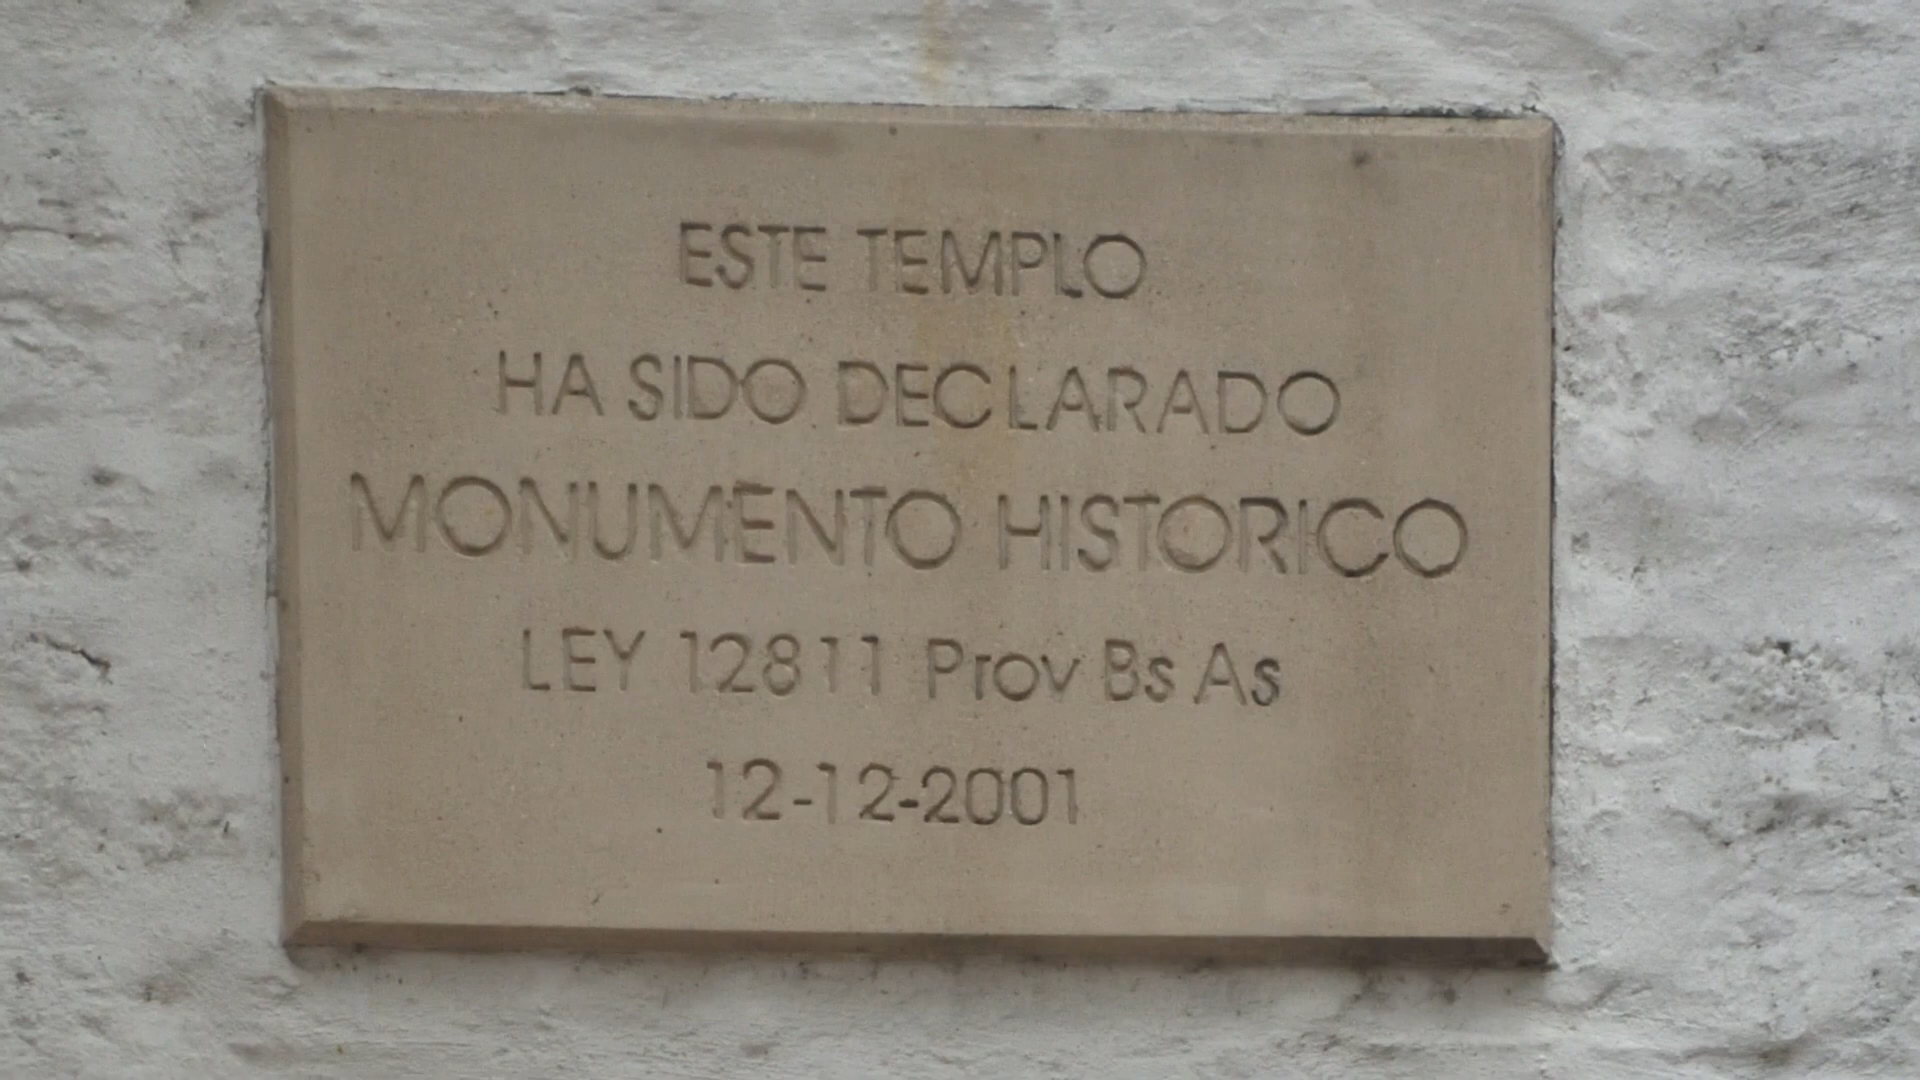 ESTE TEMPLO
HA SIDO DECLARADO
MONUMENTO HISTORICO
LEY 12811 Prov Bs As
12-12-2001